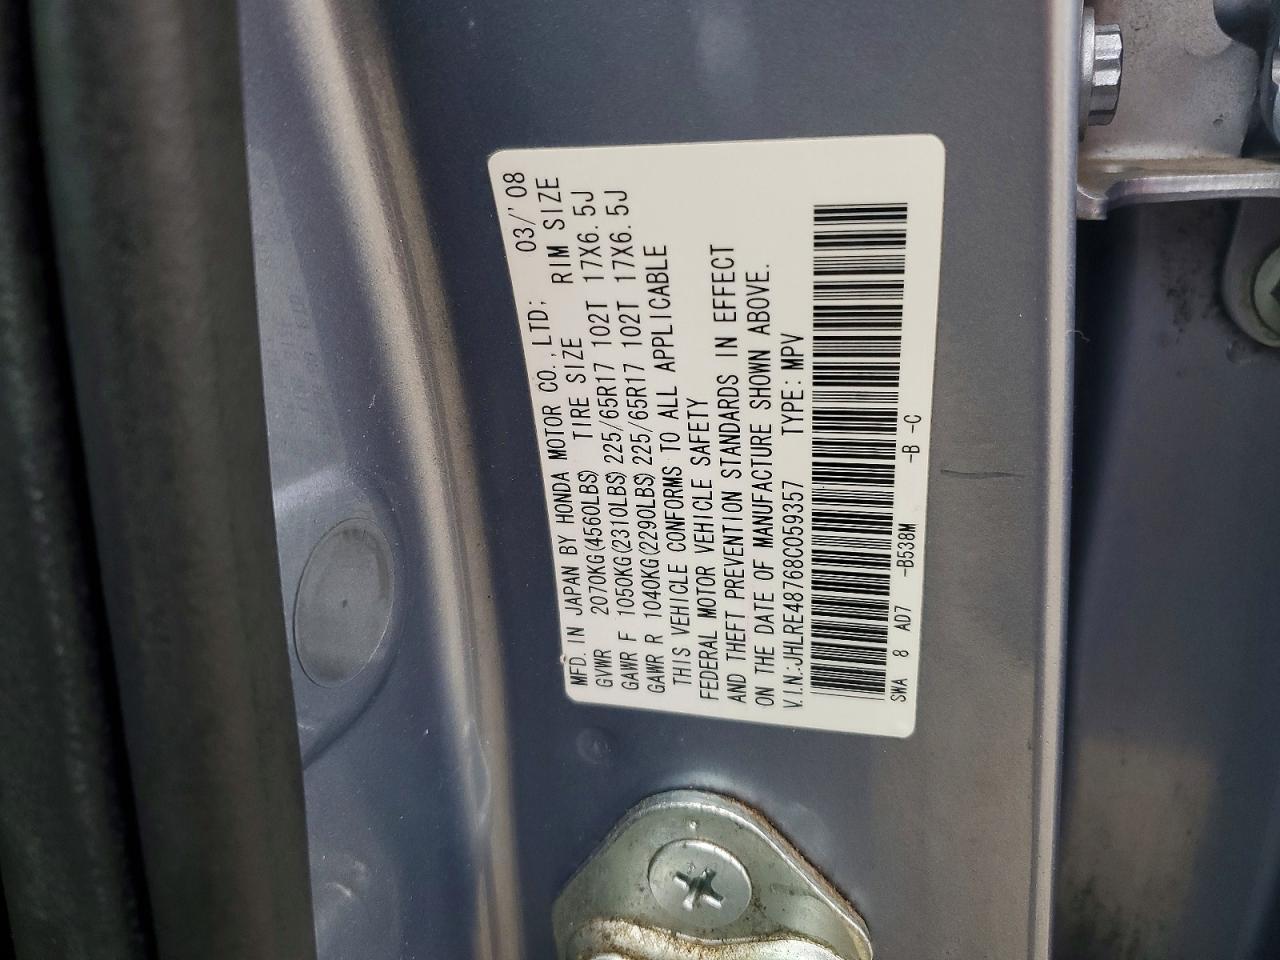 MFD. IN JAPAN BY HONDA MOTOR CO.,LTD; 03/'08
GVWR 2070KG(4560LBS) TIRE SIZE RIM SIZE
GAWR F 1050KG(2310LBS) 225/65R17 102T 17X6.5J
GAWR R 1040KG(2290LBS) 225/65R17 102T 17X6.5J
THIS VEHICLE CONFORMS TO ALL APPLICABLE
FEDERAL MOTOR VEHICLE SAFETY
AND THEFT PREVENTION STANDARDS IN EFFECT
ON THE DATE OF MANUFACTURE SHOWN ABOVE.
V.I.N.:JHLRE48768C059357 TYPE:MPV
SWA 8 AD7 -B538M -B -C